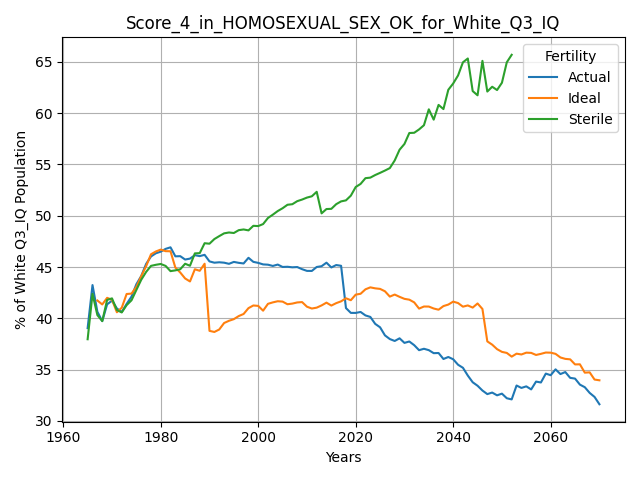 Score_4_in_HOMOSEXUAL_SEX_OK_for_White_Q3_IQ
% of White Q3_IQ Population
65
60
55
50
45
40
35
30
Fertility
Actual
Ideal
Sterile
1960 1980 2000 2020 2040 2060
Years